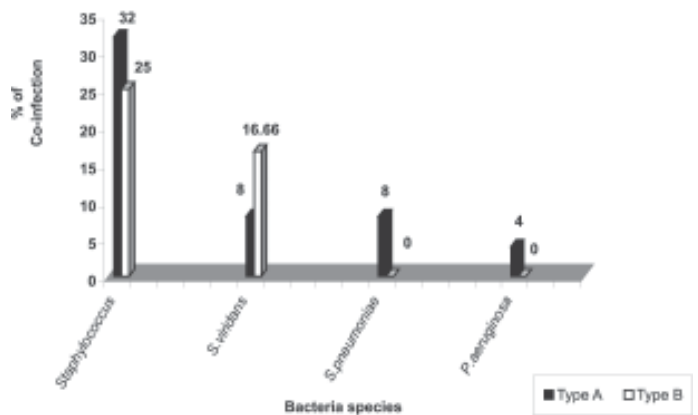 % of
Co-infection
35
30
25
20
15
10
5
0
32
25
8
16.66
8
0
4
0
Staphylococcus
S.viridans
S.pneumoniae
P.aeruginosa
Bacteria species
Type A Type B